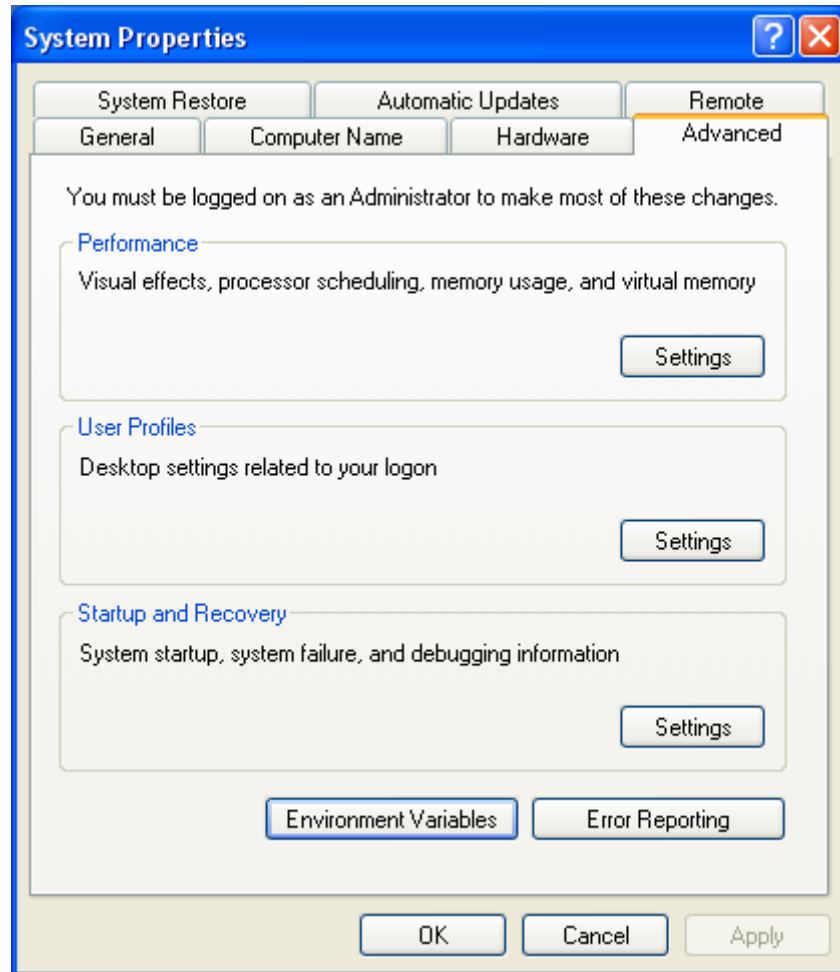 System Properties
System Restore
Automatic Updates
Remote
General
Computer Name
Hardware
Advanced
You must be logged on as an Administrator to make most of these changes.
Performance
Visual effects, processor scheduling, memory usage, and virtual memory
Settings
User Profiles
Desktop settings related to your logon
Settings
Startup and Recovery
System startup, system failure, and debugging information
Settings
Environment Variables
Error Reporting
OK
Cancel
Apply